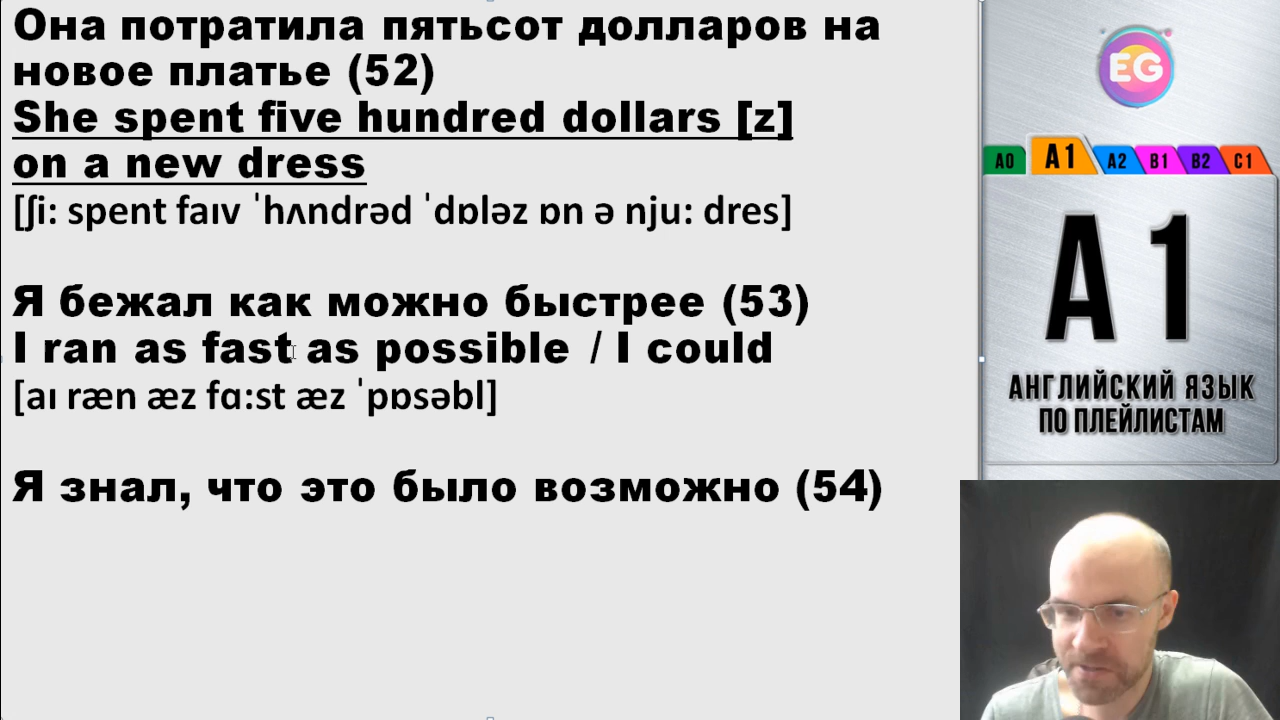 Она потратила пятьсот долларов на
новое платье (52)
She spent five hundred dollars [z]
on a new dress
[ʃi: spent faɪv ˈhʌndrəd ˈdɒləz ɒn ə nju: dres]
Я бежал как можно быстрее (53)
I ran as fast as possible / I could
[aɪ ræn æz fɑ:st æz ˈpɒsəbl]
Я знал, что это было возможно (54)
EG
A0 A1 A2 B1 B2 C1
A 1
АНГЛИЙСКИЙ ЯЗЫК
ПО ПЛЕЙЛИСТАМ